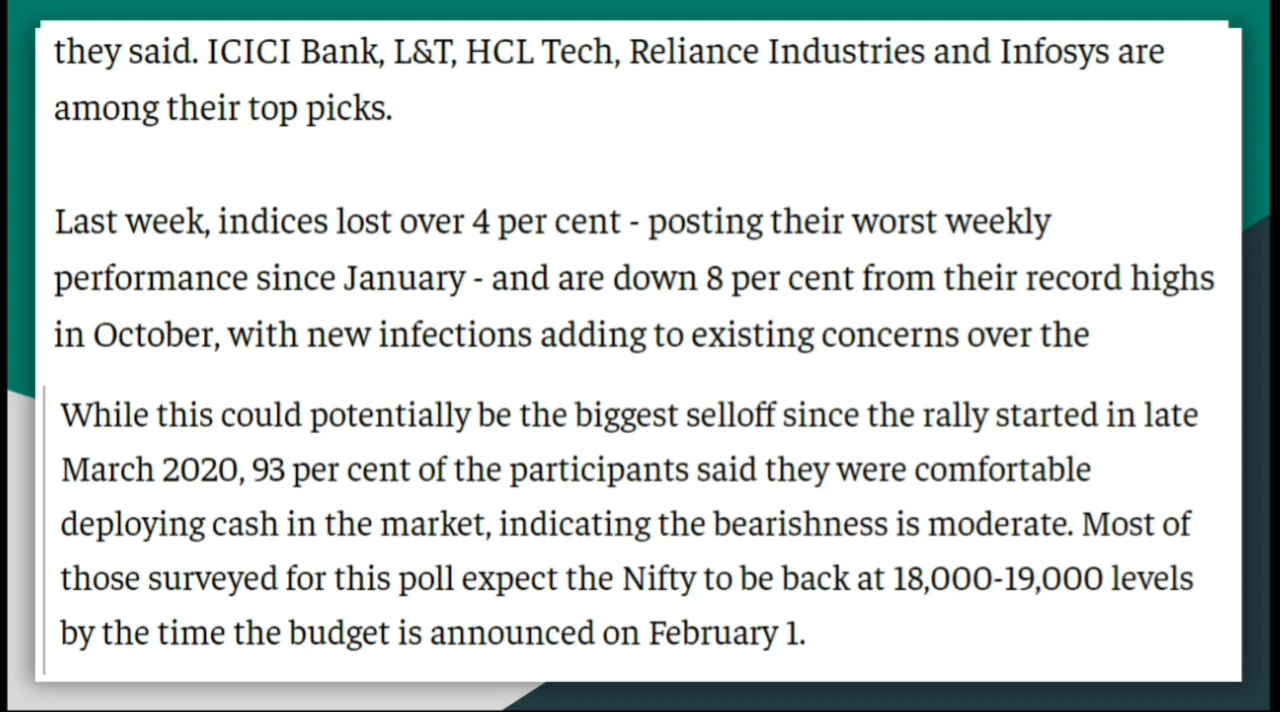 they said. ICICI Bank, L&T, HCL Tech, Reliance Industries and Infosys are
among their top picks.
Last week, indices lost over 4 per cent - posting their worst weekly
performance since January - and are down 8 per cent from their record highs
in October, with new infections adding to existing concerns over the
While this could potentially be the biggest selloff since the rally started in late
March 2020, 93 per cent of the participants said they were comfortable
deploying cash in the market, indicating the bearishness is moderate. Most of
those surveyed for this poll expect the Nifty to be back at 18,000-19,000 levels
by the time the budget is announced on February 1.